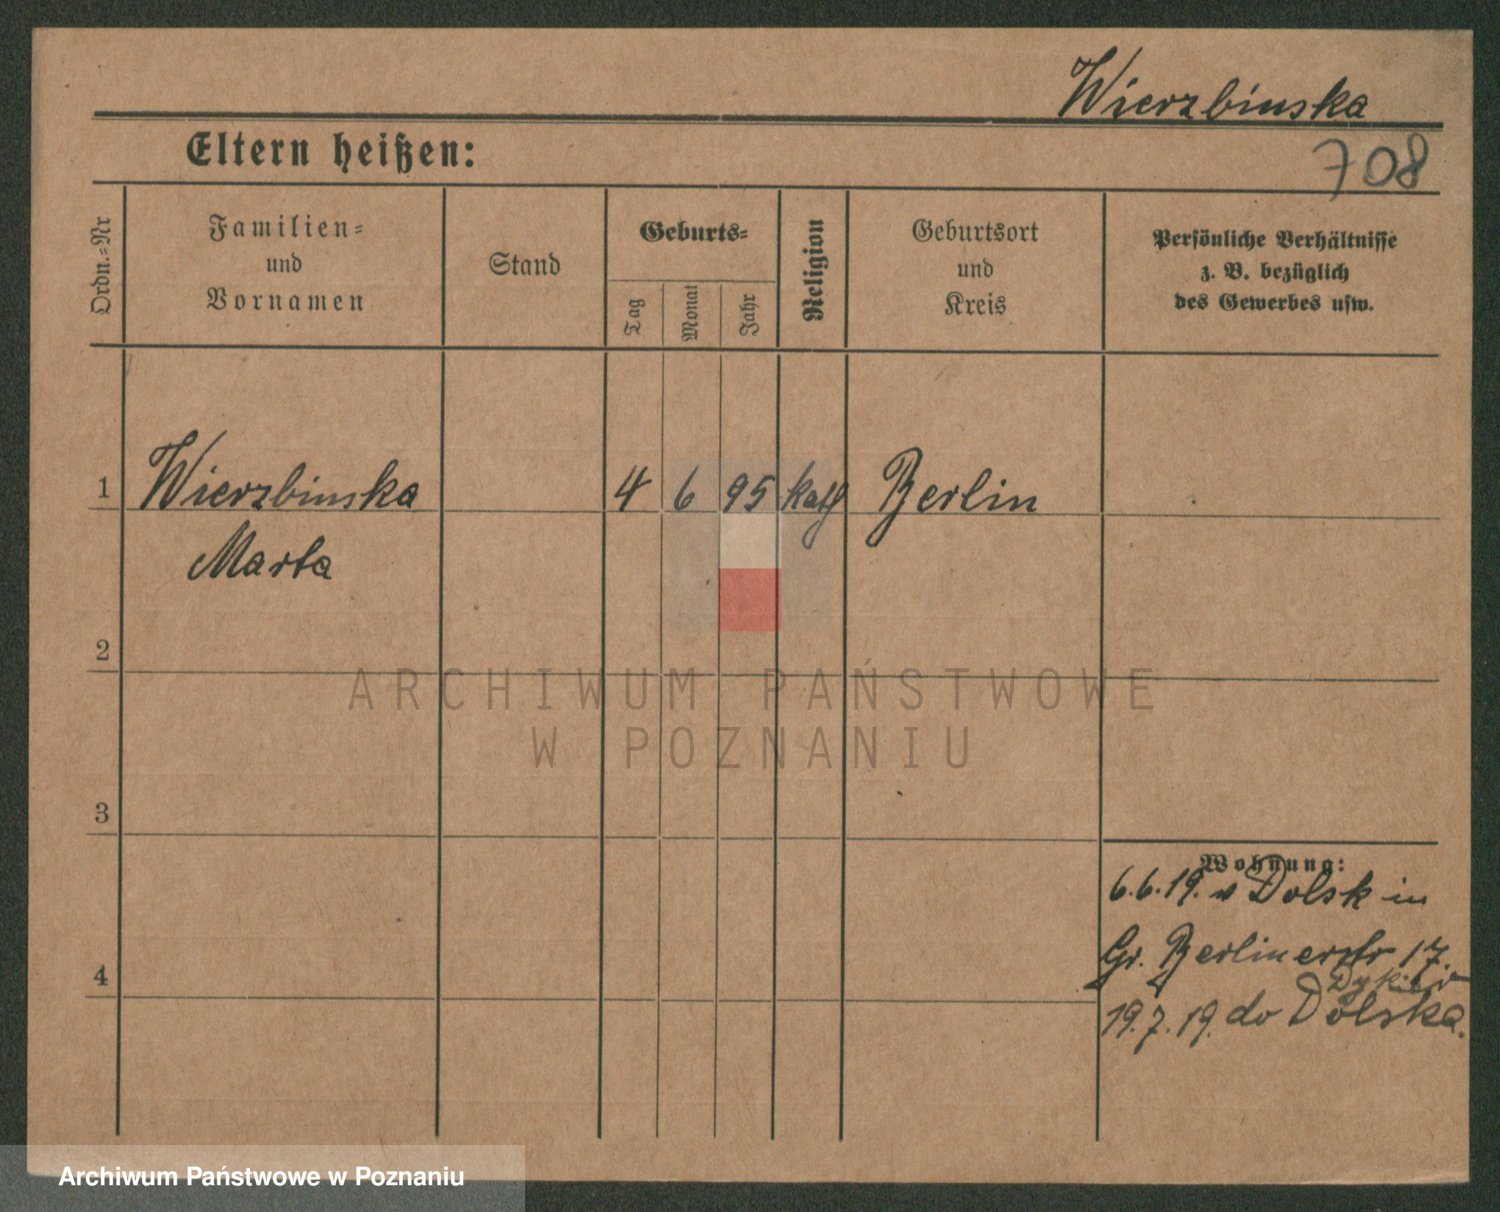 Wierzbinska
Eltern heißen:
708
Ordn.=Nr
Familien=
und
Vornamen
Stand
Geburts=
Tag
Monat
Jahr
Religion
Geburtsort
und
Kreis
Persönliche Verhältnisse
z. B. bezüglich
des Gewerbes usw.
1 Wierzbinska 4 6 95 kath Berlin
Marta
2
ARCHIWUM PAŃSTWOWE
W POZNANIU
3
Wohnung:
6.6.19. v Dolsk in
Gr. Berlinerstr 17.
4
19.7.19. do Dolska.
Archiwum Państwowe w Poznaniu